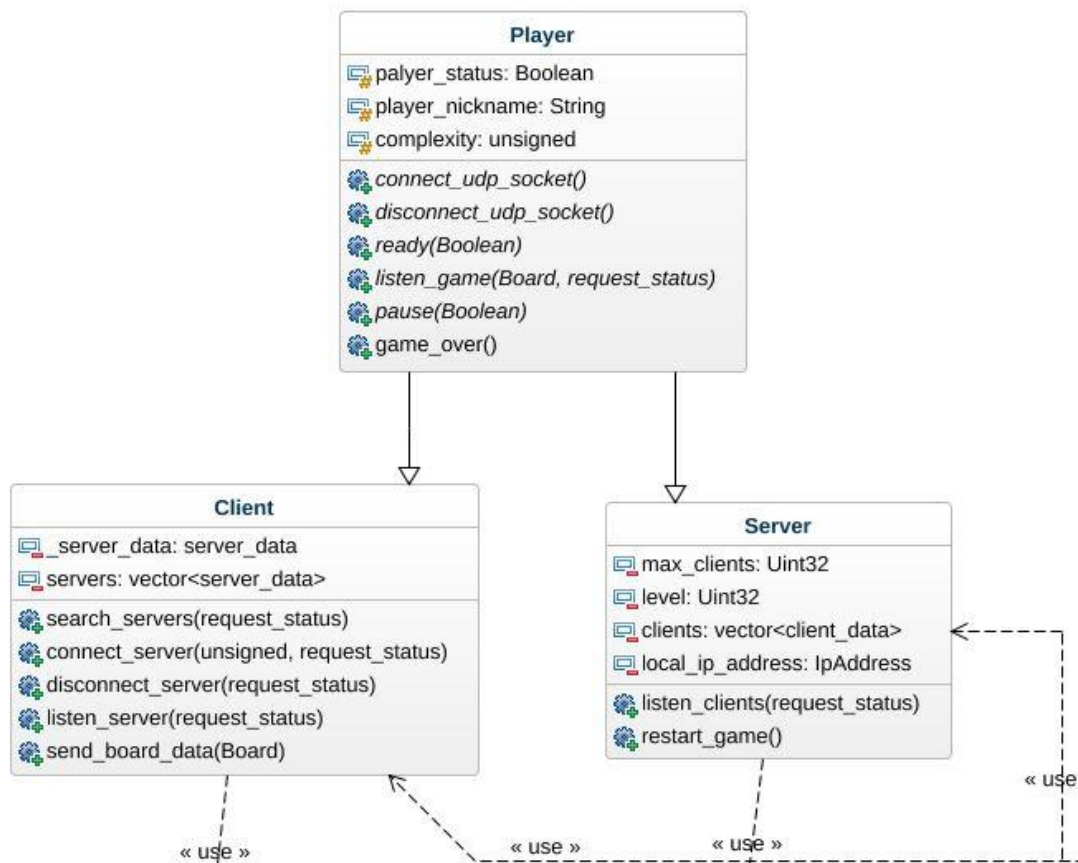 Player
palyer_status: Boolean
player_nickname: String
complexity: unsigned
connect_udp_socket()
disconnect_udp_socket()
ready(Boolean)
listen_game(Board, request_status)
pause(Boolean)
game_over()
Client
_server_data: server_data
servers: vector<server_data>
search_servers(request_status)
connect_server(unsigned, request_status)
disconnect_server(request_status)
listen_server(request_status)
send_board_data(Board)
Server
max_clients: Uint32
level: Uint32
clients: vector<client_data>
local_ip_address: IpAddress
listen_clients(request_status)
restart_game()
« use
« use »
« use »
« use »